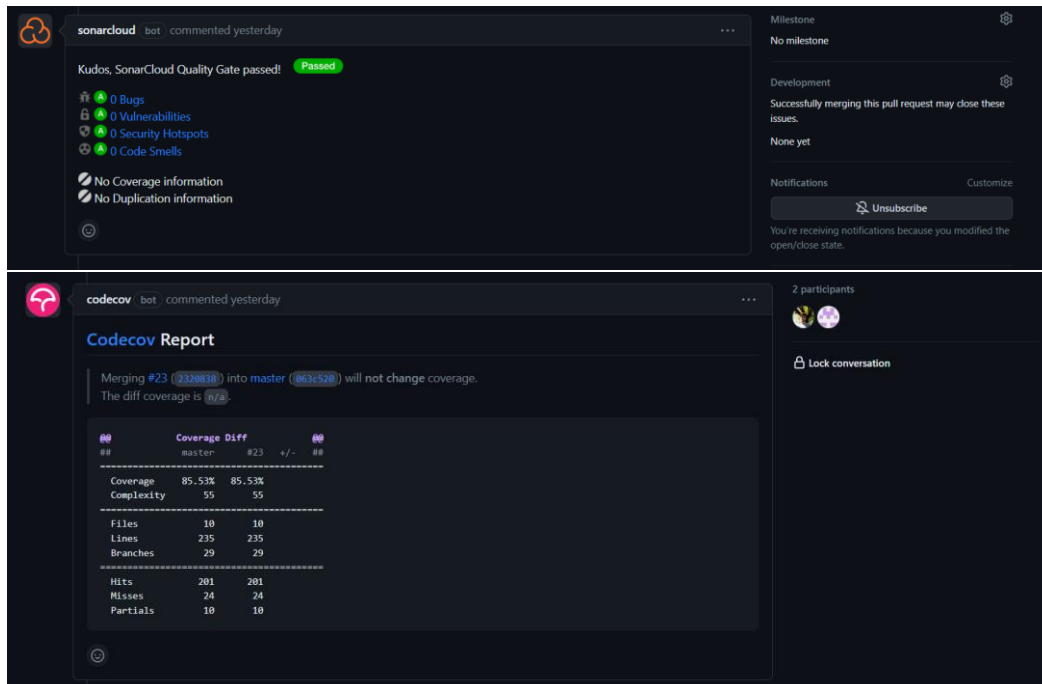 sonarcloud bot commented yesterday ...
Kudos, SonarCloud Quality Gate passed! Passed
A 0 Bugs
A 0 Vulnerabilities
A 0 Security Hotspots
A 0 Code Smells
No Coverage information
No Duplication information
Milestone
No milestone
Development
Successfully merging this pull request may close these
issues.
None yet
Notifications Customize
Unsubscribe
You're receiving notifications because you modified the
open/close state.
codecov bot commented yesterday ...
Codecov Report
Merging #23 (2320838) into master (063c520) will not change coverage.
The diff coverage is n/a.
@@ Coverage Diff @@
## master #23 +/- ##
===========================================
Coverage 85.53% 85.53%
Complexity 55 55
===========================================
Files 10 10
Lines 235 235
Branches 29 29
===========================================
Hits 201 201
Misses 24 24
Partials 10 10
2 participants
Lock conversation